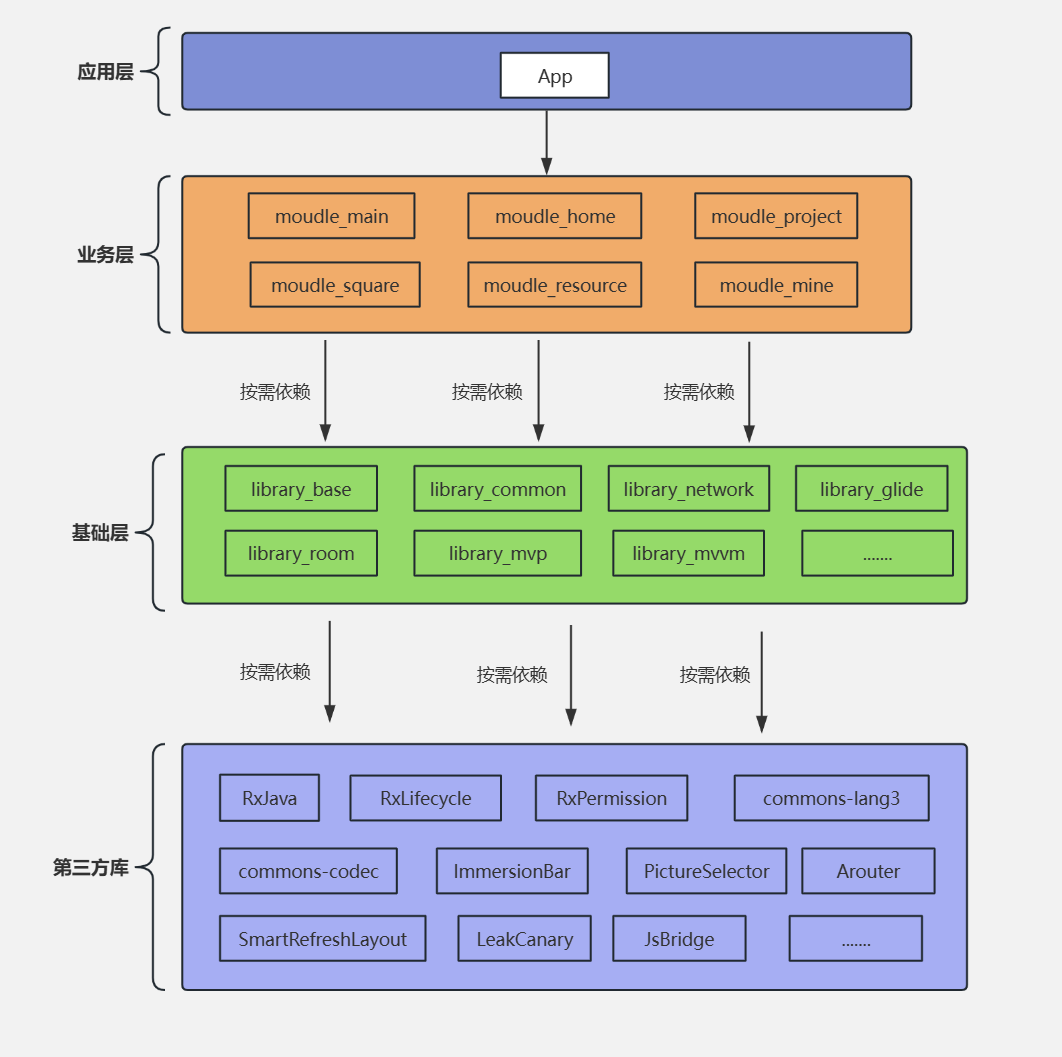 应用层
App
业务层
moudle_main
moudle_home
moudle_project
moudle_square
moudle_resource
moudle_mine
按需依赖
按需依赖
按需依赖
基础层
library_base
library_common
library_network
library_glide
library_room
library_mvp
library_mvvm
.......
按需依赖
按需依赖
按需依赖
第三方库
RxJava
RxLifecycle
RxPermission
commons-lang3
commons-codec
ImmersionBar
PictureSelector
Arouter
SmartRefreshLayout
LeakCanary
JsBridge
.......